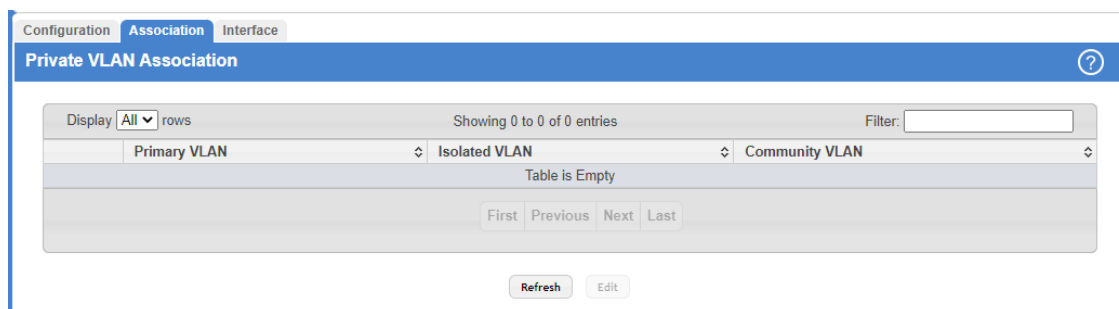 Configuration Association Interface
Private VLAN Association
?
Display All rows Showing 0 to 0 of 0 entries Filter:
Primary VLAN Isolated VLAN Community VLAN
Table is Empty
First Previous Next Last
Refresh Edit